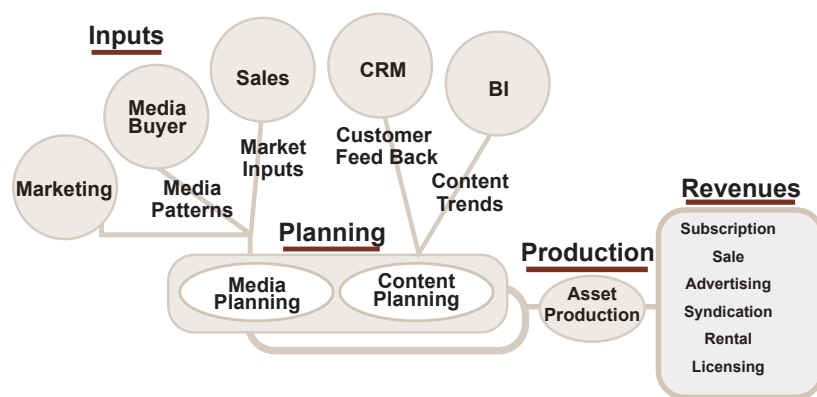 Inputs
Sales
CRM
BI
Media
Buyer
Marketing
Media
Patterns
Market
Inputs
Customer
Feed Back
Content
Trends
Planning
Media
Planning
Content
Planning
Production
Asset
Production
Revenues
Subscription
Sale
Advertising
Syndication
Rental
Licensing